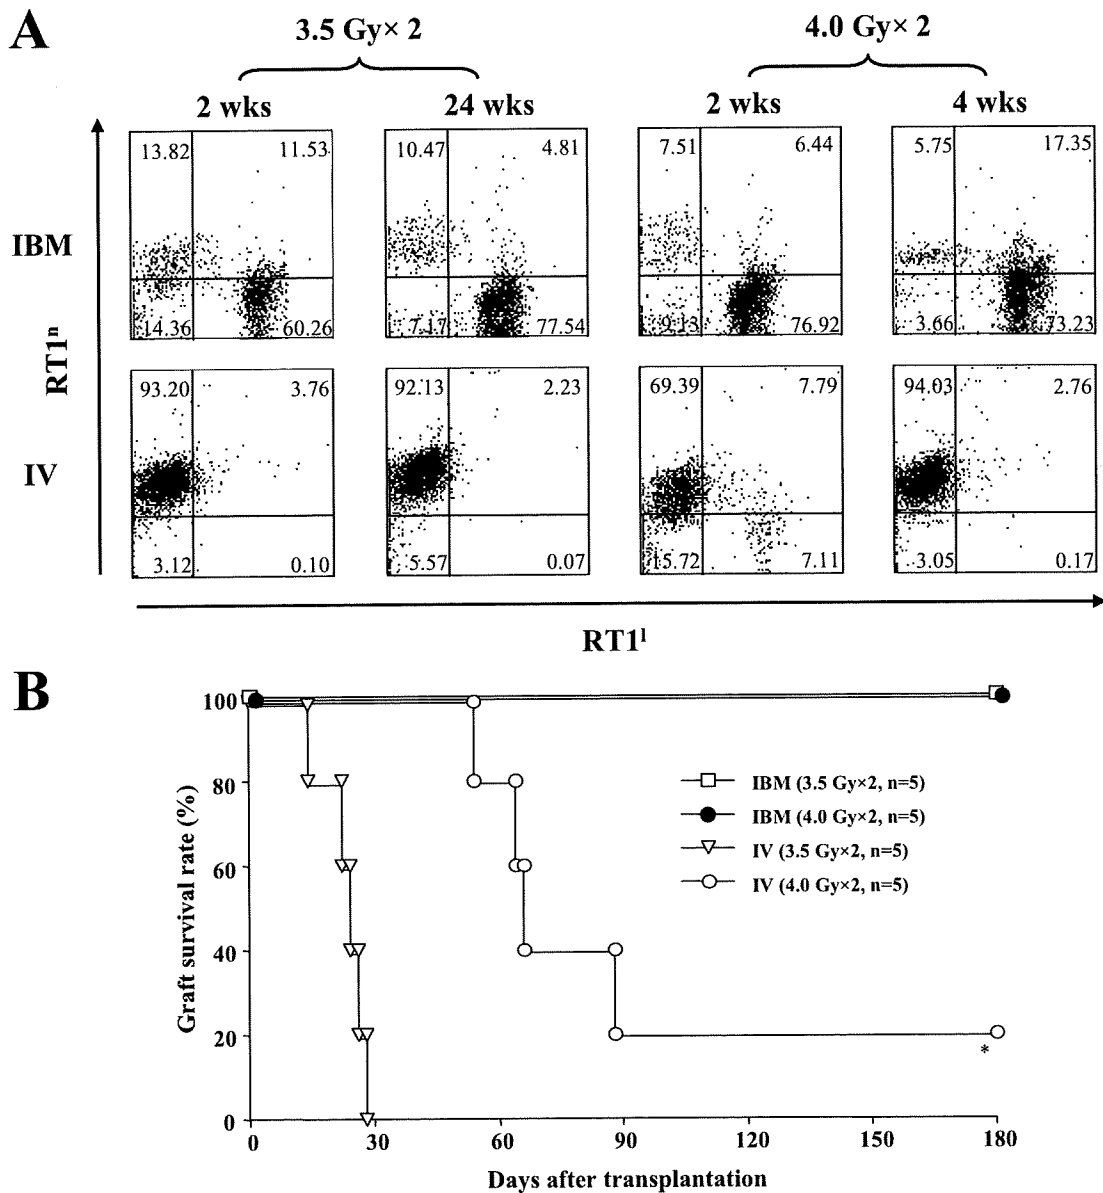 A
3.5 Gy× 2
4.0 Gy× 2
2 wks
24 wks
2 wks
4 wks
IBM
13.82 11.53
14.36 60.26
10.47 4.81
7.17 77.54
7.51 6.44
9.13 76.92
5.75 17.35
3.66 73.23
RT1ⁿ
IV
93.20 3.76
3.12 0.10
92.13 2.23
5.57 0.07
69.39 7.79
15.72 7.11
94.03 2.76
3.05 0.17
RT1ˡ
B
Graft survival rate (%)
100
80
60
40
20
0
IBM (3.5 Gy×2, n=5)
IBM (4.0 Gy×2, n=5)
IV (3.5 Gy×2, n=5)
IV (4.0 Gy×2, n=5)
*
0 30 60 90 120 150 180
Days after transplantation